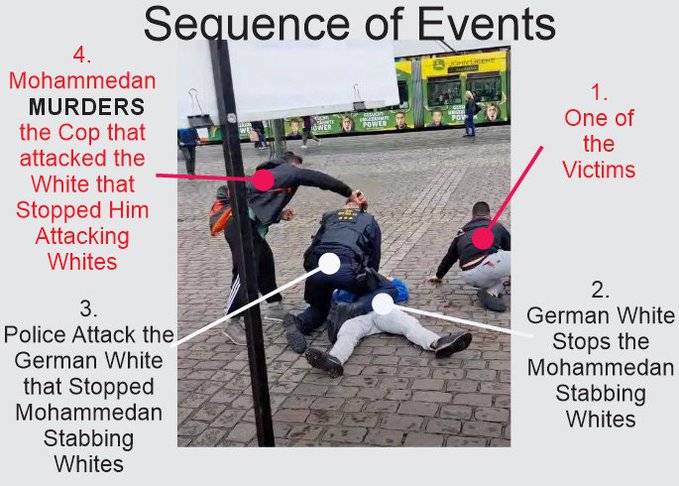 Sequence of Events
4.
Mohammedan
MURDERS
the Cop that
attacked the
White that
Stopped Him
Attacking
Whites
1.
One of
the
Victims
3.
Police Attack the
German White
that Stopped
Mohammedan
Stabbing
Whites
2.
German White
Stops the
Mohammedan
Stabbing
Whites
JOHN DEERE
POWER